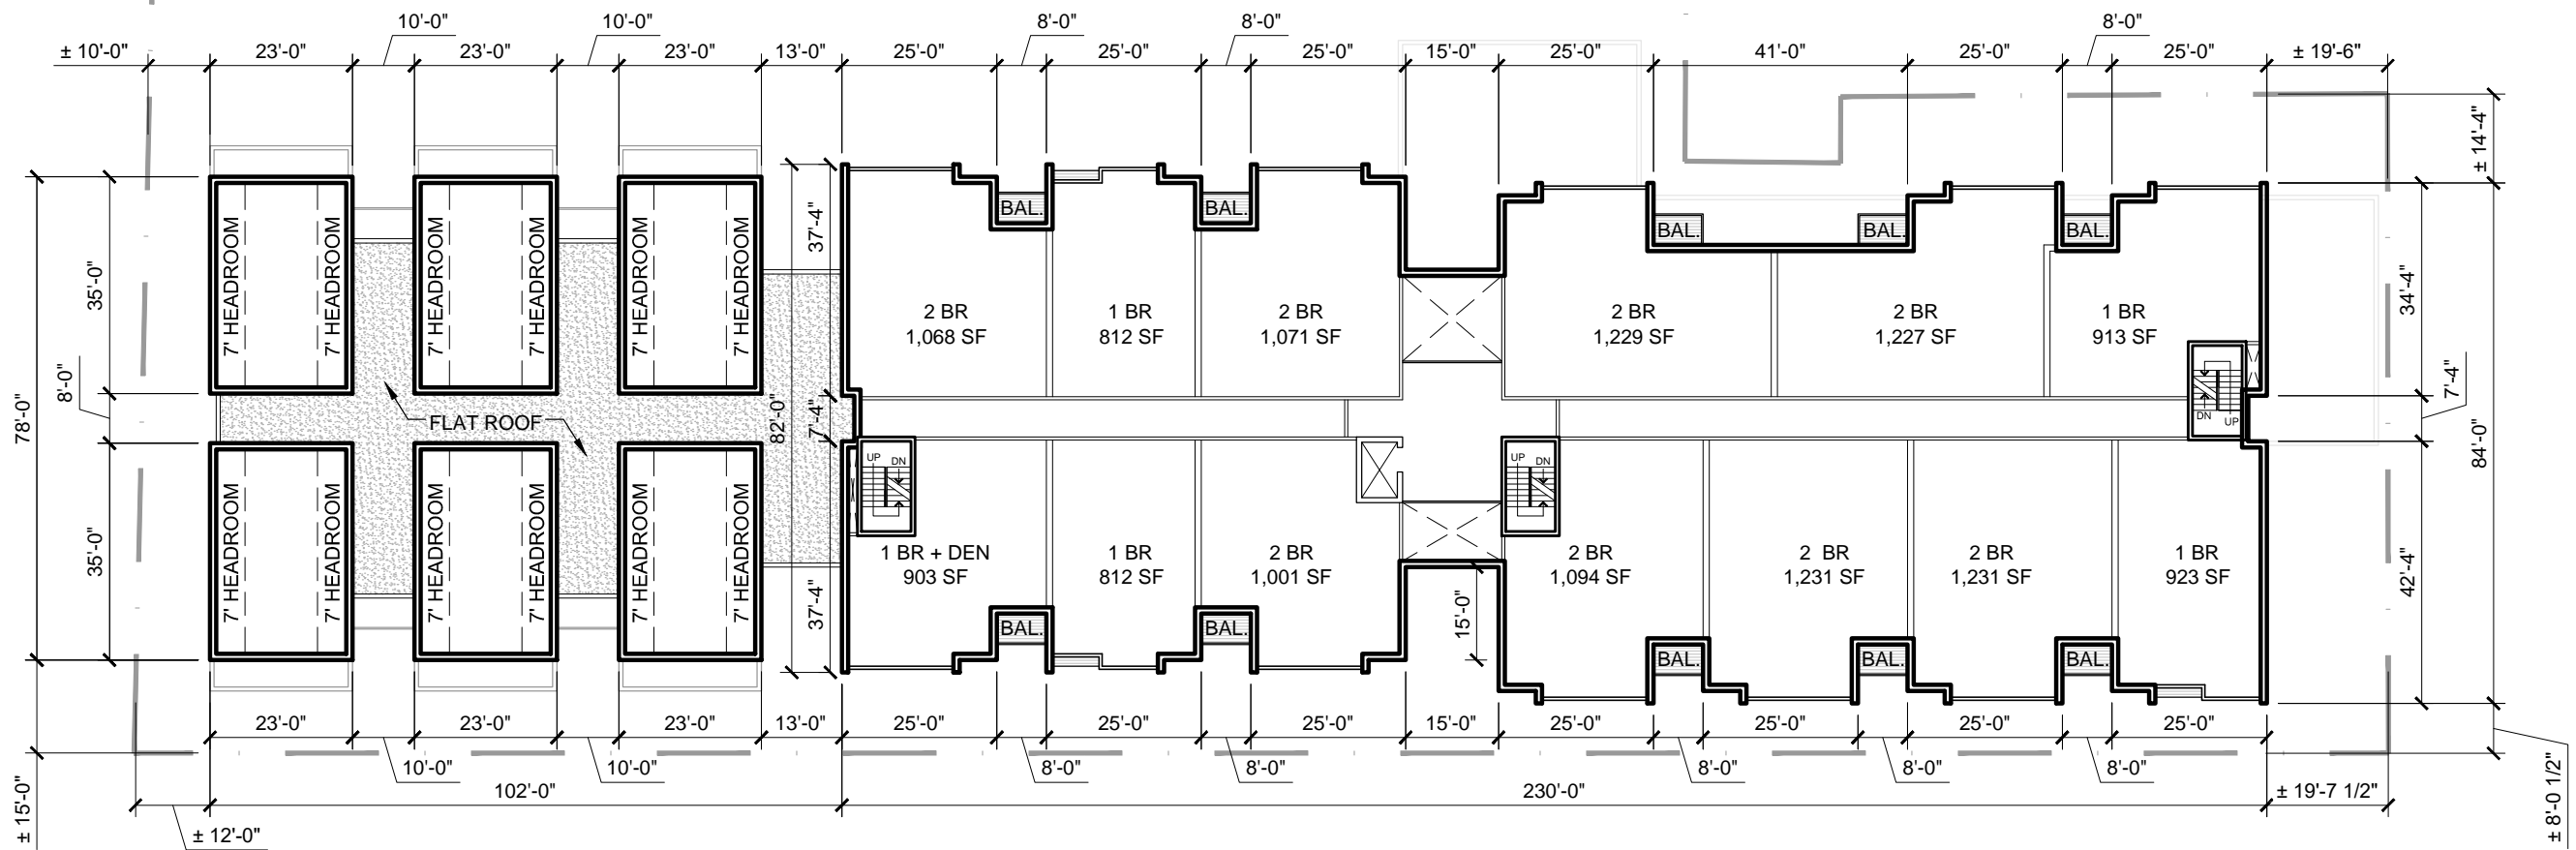 10'-0" 10'-0" 8'-0" 8'-0" 8'-0"
± 10'-0" 23'-0" 23'-0" 23'-0" 13'-0" 25'-0" 25'-0" 25'-0" 15'-0" 25'-0" 41'-0" 25'-0" 25'-0" ± 19'-6"
± 14'-4"
7' HEADROOM 7' HEADROOM 7' HEADROOM 7' HEADROOM 7' HEADROOM 7' HEADROOM
BAL. BAL. BAL. BAL. BAL.
35'-0" 37'-4" 34'-4"
2 BR
1,068 SF
1 BR
812 SF
2 BR
1,071 SF
2 BR
1,229 SF
2 BR
1,227 SF
1 BR
913 SF
78'-0" 8'-0" 82'-0" 7'-4" 7'-4" 84'-0"
FLAT ROOF
DN UP
UP DN
UP DN
35'-0" 37'-4" 15'-0" 42'-4"
7' HEADROOM 7' HEADROOM 7' HEADROOM 7' HEADROOM 7' HEADROOM 7' HEADROOM
1 BR + DEN
903 SF
1 BR
812 SF
2 BR
1,001 SF
2 BR
1,094 SF
2 BR
1,231 SF
2 BR
1,231 SF
1 BR
923 SF
BAL. BAL. BAL. BAL. BAL.
23'-0" 23'-0" 23'-0" 13'-0" 25'-0" 25'-0" 25'-0" 15'-0" 25'-0" 25'-0" 25'-0" 25'-0"
10'-0" 10'-0" 8'-0" 8'-0" 8'-0" 8'-0" 8'-0"
102'-0" 230'-0" ± 19'-7 1/2"
± 15'-0" ± 12'-0" ± 8'-0 1/2"